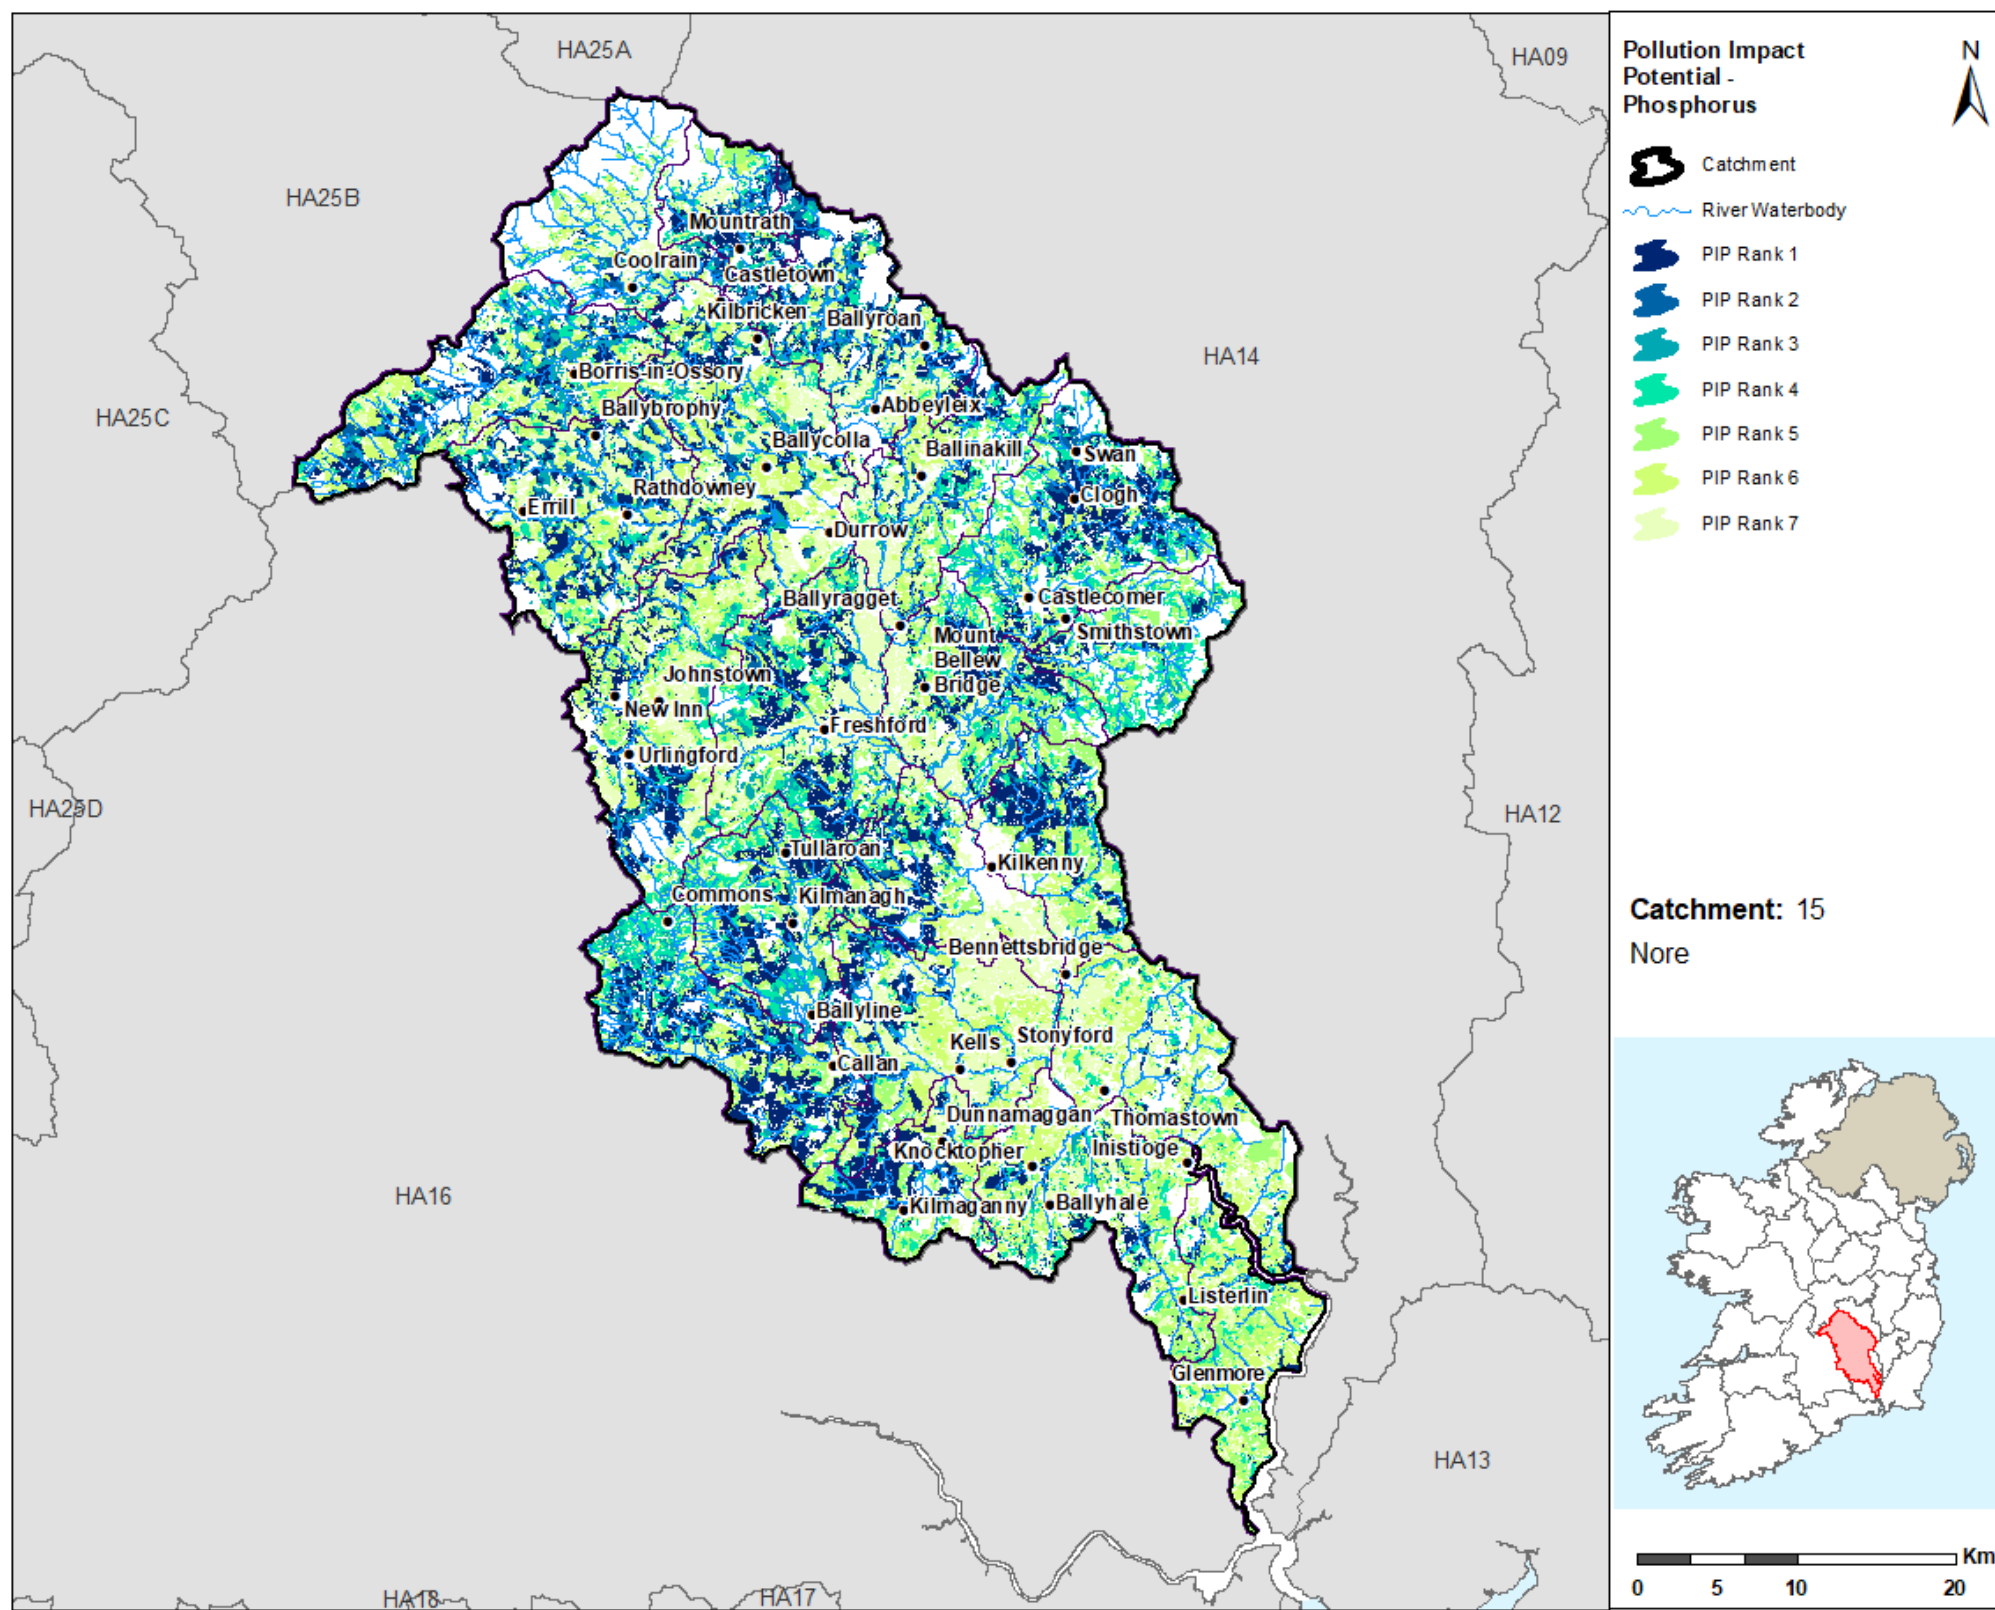 HA25A
HA09
HA25B
Mountrath
Coolrain
Castletown
Kilbricken
Ballyroan
HA14
Borris-in-Ossory
HA25C
Ballybrophy
Abbeyleix
Ballycolla
Ballinakill
Swan
Rathdowney
Clogh
Errill
Durrow
Ballyragget
Castlecomer
Mount
Bellew
Bridge
Smithstown
Johnstown
New Inn
Freshford
Urlingford
HA25D
HA12
Tullaroan
Kilkenny
Commons
Kilmanagh
Bennettsbridge
Ballyline
Kells
Stonyford
Callan
Dunnamaggan
Thomastown
Knocktopher
Inistioge
HA16
Kilmaganny
Ballyhale
Listerlin
Glenmore
HA13
HA18
HA17
Pollution Impact
Potential -
Phosphorus
N
Catchment
River Waterbody
PIP Rank 1
PIP Rank 2
PIP Rank 3
PIP Rank 4
PIP Rank 5
PIP Rank 6
PIP Rank 7
Catchment: 15
Nore
Km
0 5 10 20